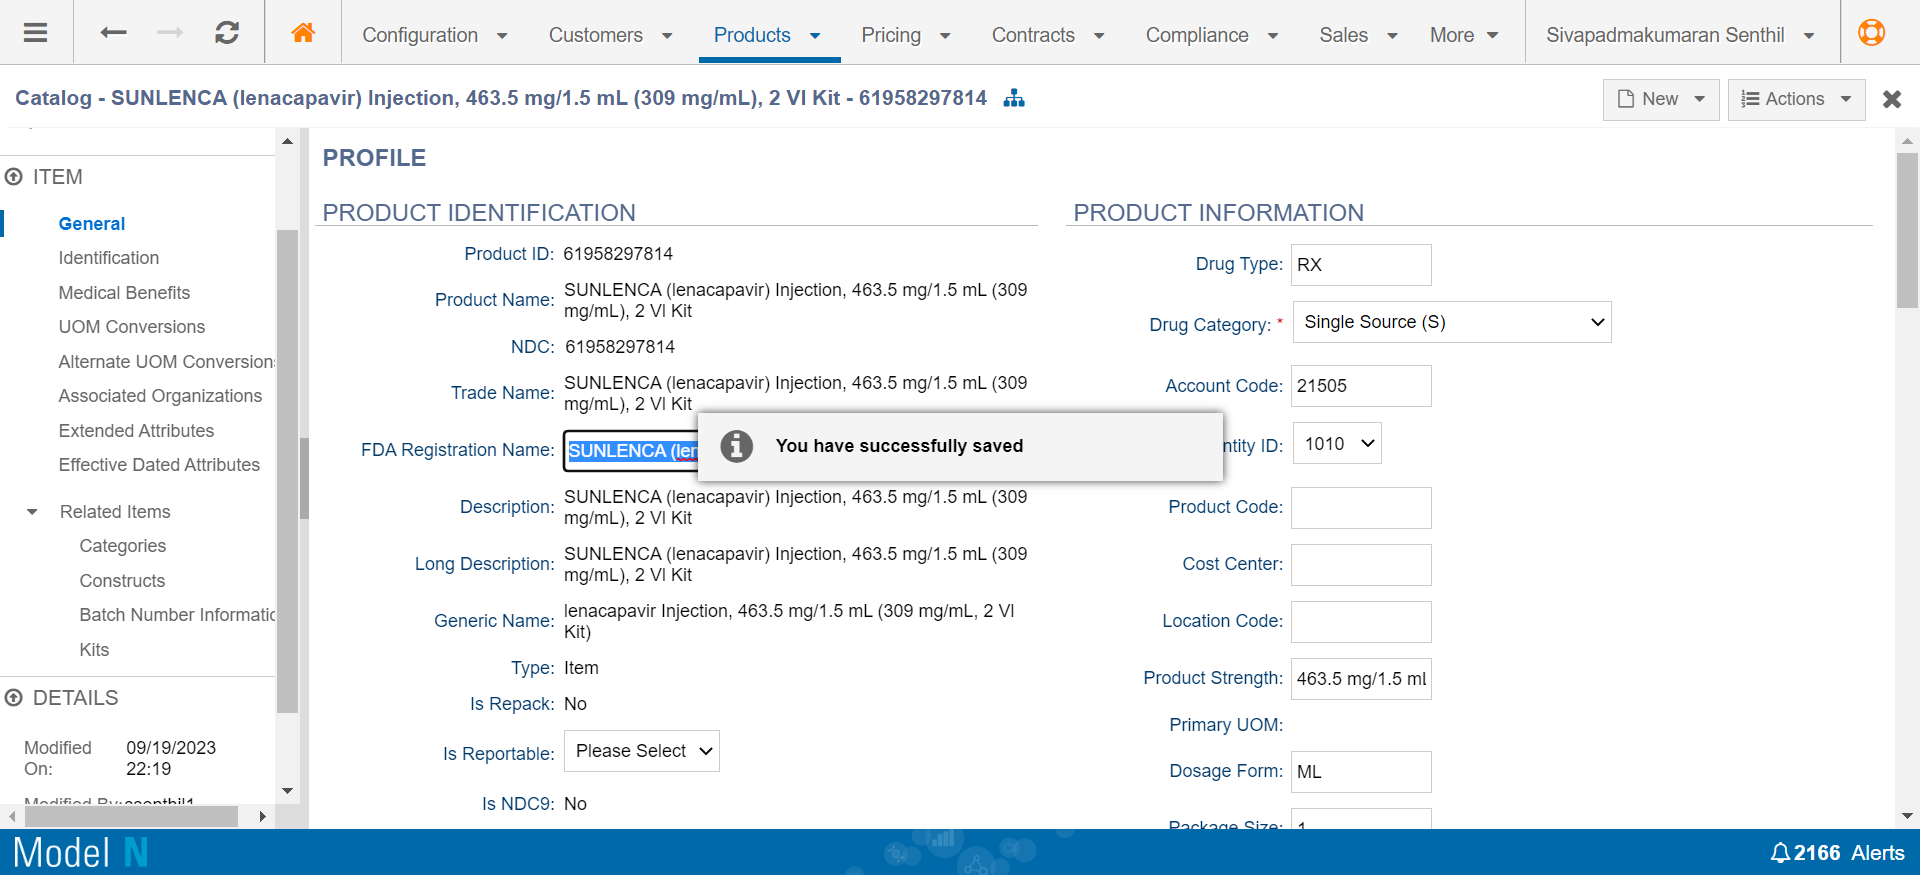 Configuration Customers Products Pricing Contracts Compliance Sales More Sivapadmakumaran Senthil
Catalog - SUNLENCA (lenacapavir) Injection, 463.5 mg/1.5 mL (309 mg/mL), 2 VI Kit - 61958297814
New Actions
ITEM
General
Identification
Medical Benefits
UOM Conversions
Alternate UOM Conversion
Associated Organizations
Extended Attributes
Effective Dated Attributes
Related Items
Categories
Constructs
Batch Number Informatic
Kits
DETAILS
Modified On: 09/19/2023 22:19
Modified By: ssenthil1
PROFILE
PRODUCT IDENTIFICATION
Product ID: 61958297814
Product Name: SUNLENCA (lenacapavir) Injection, 463.5 mg/1.5 mL (309
mg/mL), 2 VI Kit
NDC: 61958297814
Trade Name: SUNLENCA (lenacapavir) Injection, 463.5 mg/1.5 mL (309
mg/mL), 2 VI Kit
FDA Registration Name: SUNLENCA (len
Description: SUNLENCA (lenacapavir) Injection, 463.5 mg/1.5 mL (309
mg/mL), 2 VI Kit
Long Description: SUNLENCA (lenacapavir) Injection, 463.5 mg/1.5 mL (309
mg/mL), 2 VI Kit
Generic Name: lenacapavir Injection, 463.5 mg/1.5 mL (309 mg/mL, 2 VI
Kit)
Type: Item
Is Repack: No
Is Reportable: Please Select
Is NDC9: No
You have successfully saved
PRODUCT INFORMATION
Drug Type: RX
Drug Category: * Single Source (S)
Account Code: 21505
ntity ID: 1010
Product Code:
Cost Center:
Location Code:
Product Strength: 463.5 mg/1.5 mL
Primary UOM:
Dosage Form: ML
Package Size: 1
Model N
2166 Alerts